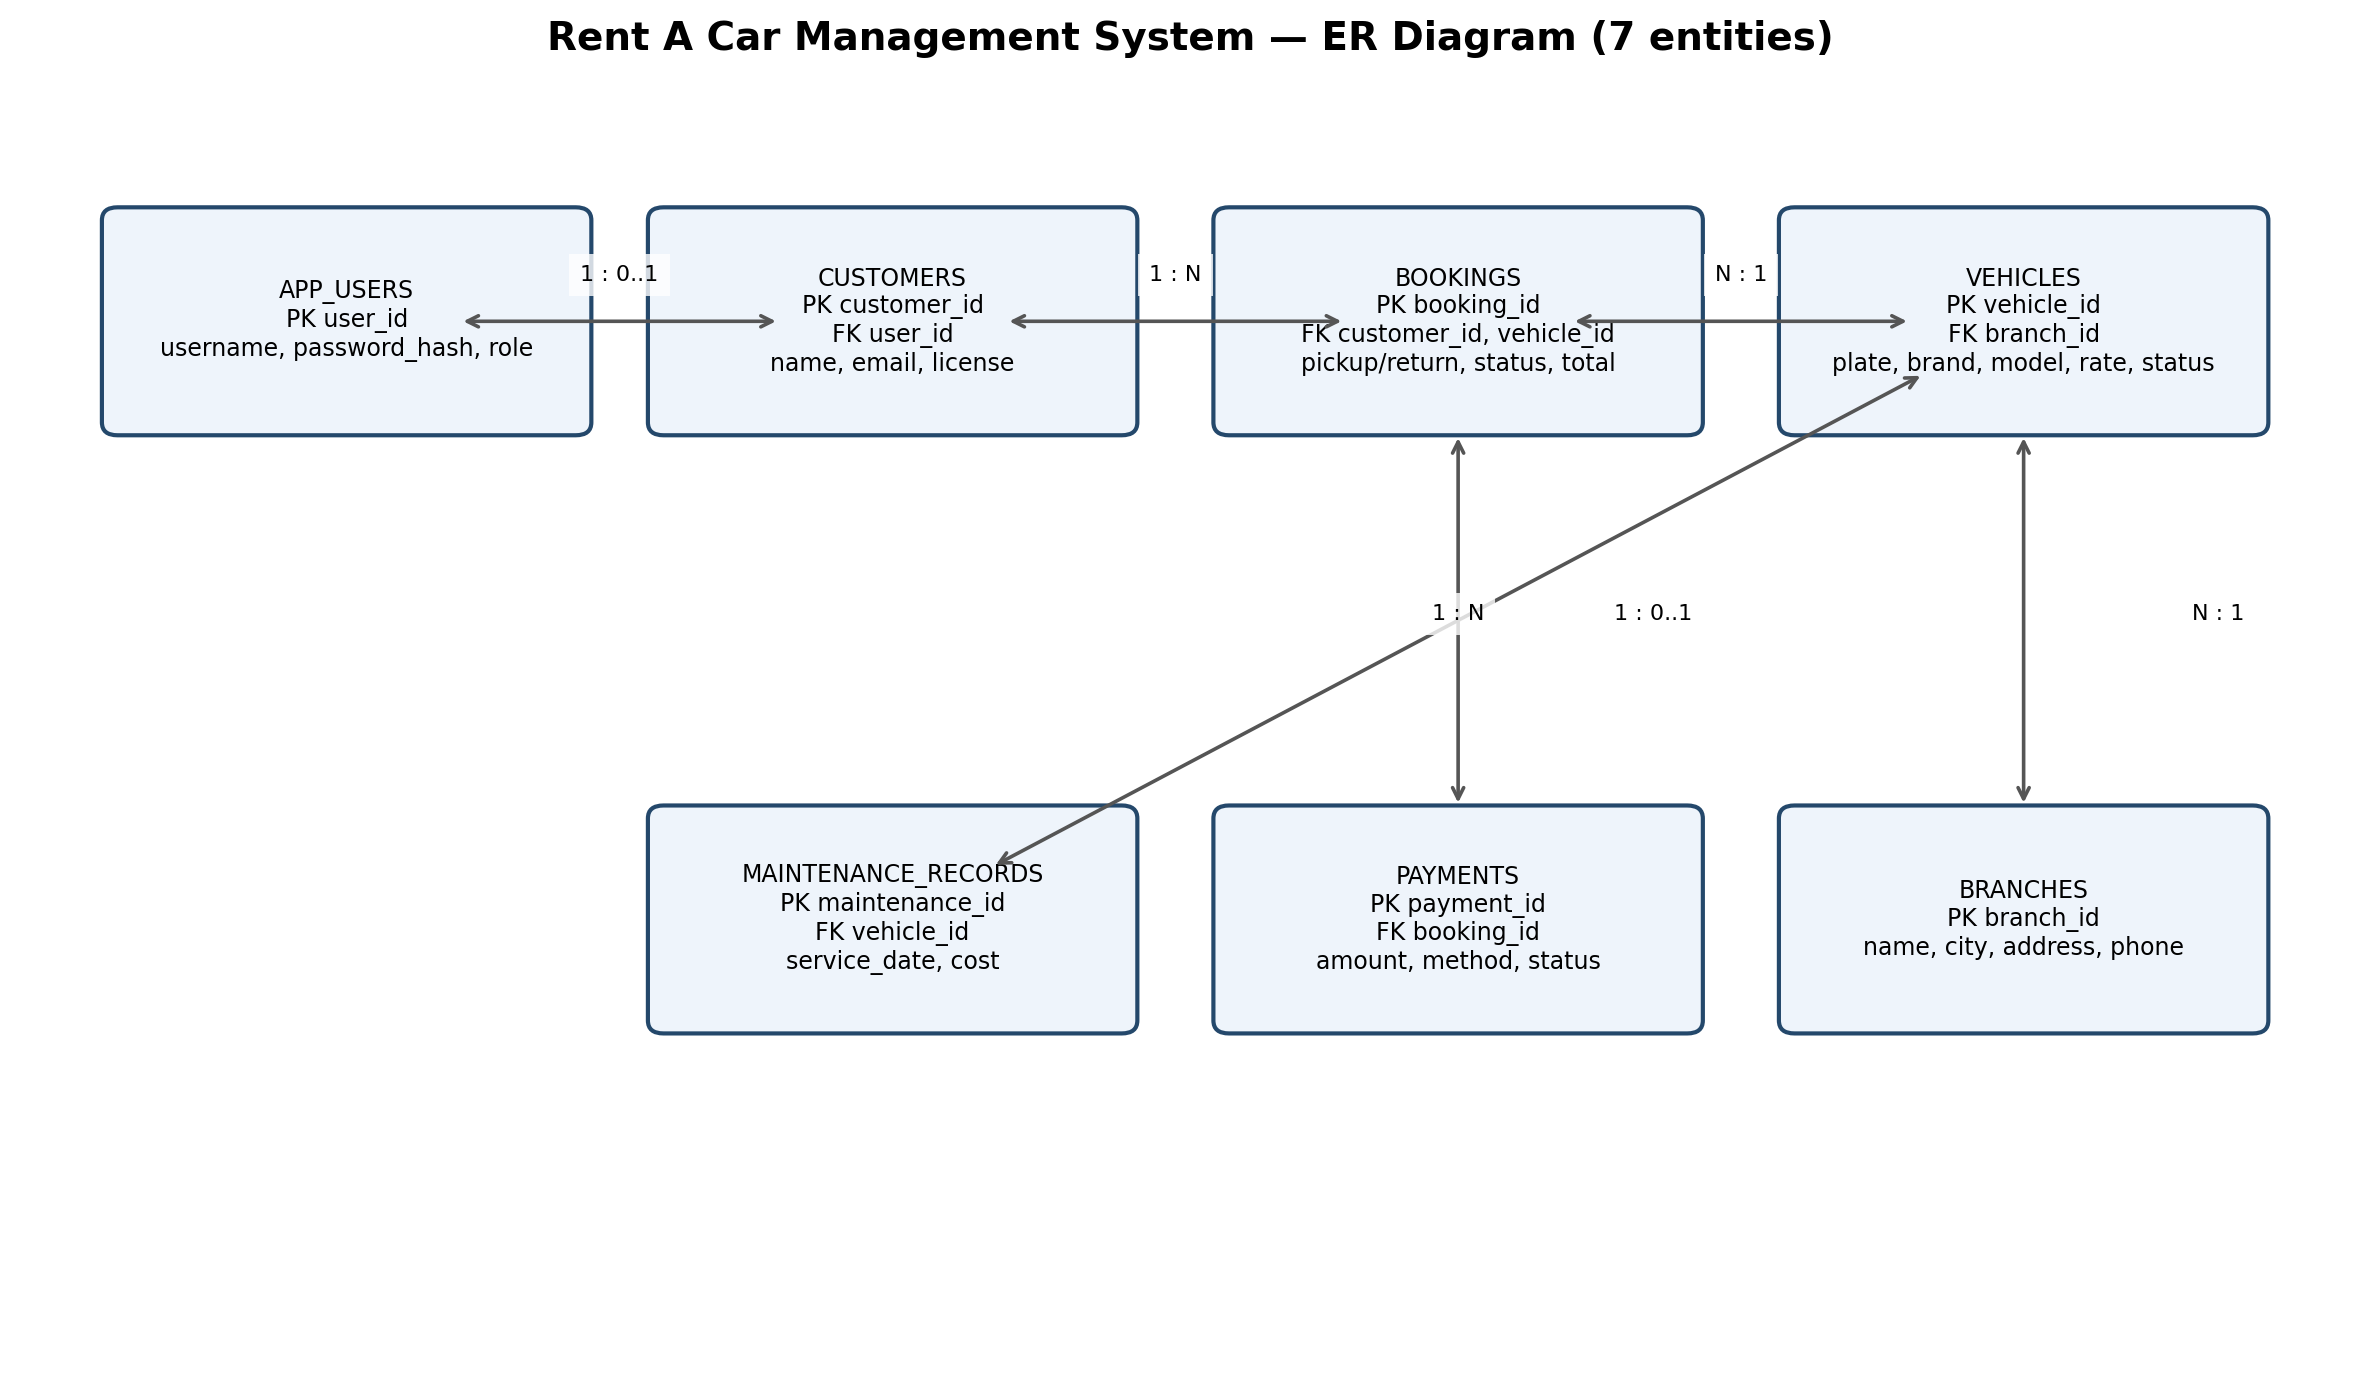 Rent A Car Management System — ER Diagram (7 entities)
APP_USERS
PK user_id
username, password_hash, role
1 : 0..1
CUSTOMERS
PK customer_id
FK user_id
name, email, license
1 : N
BOOKINGS
PK booking_id
FK customer_id, vehicle_id
pickup/return, status, total
N : 1
VEHICLES
PK vehicle_id
FK branch_id
plate, brand, model, rate, status
1 : N
1 : 0..1
N : 1
MAINTENANCE_RECORDS
PK maintenance_id
FK vehicle_id
service_date, cost
PAYMENTS
PK payment_id
FK booking_id
amount, method, status
BRANCHES
PK branch_id
name, city, address, phone